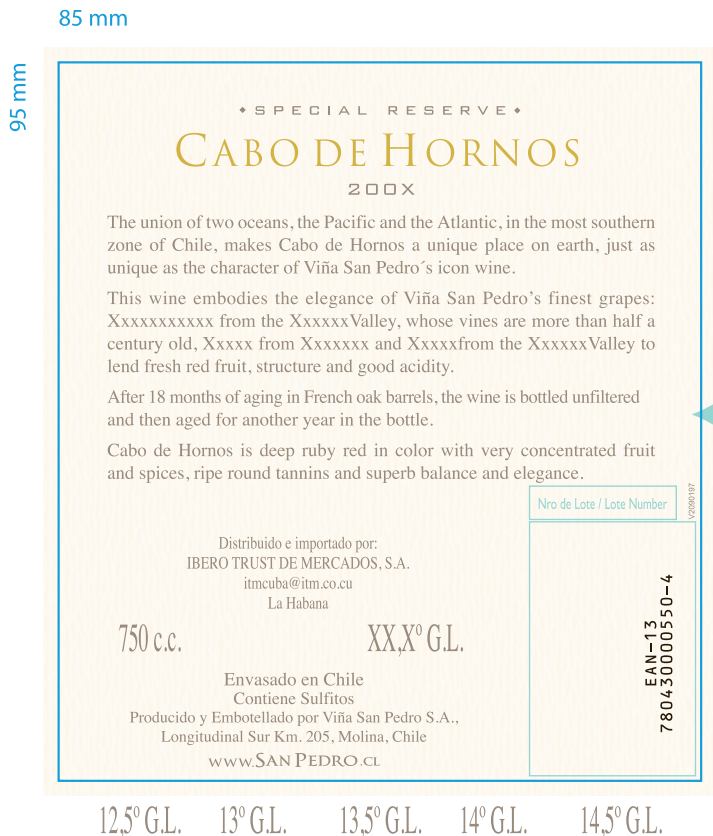 85 mm
95 mm
SPECIAL RESERVE
CABO DE HORNOS
200X
The union of two oceans, the Pacific and the Atlantic, in the most southern
zone of Chile, makes Cabo de Hornos a unique place on earth, just as
unique as the character of Viña San Pedro´s icon wine.
This wine embodies the elegance of Viña San Pedro’s finest grapes:
Xxxxxxxxxxx from the XxxxxxValley, whose vines are more than half a
century old, Xxxxx from Xxxxxxx and Xxxxxfrom the XxxxxxValley to
lend fresh red fruit, structure and good acidity.
After 18 months of aging in French oak barrels, the wine is bottled unfiltered
and then aged for another year in the bottle.
Cabo de Hornos is deep ruby red in color with very concentrated fruit
and spices, ripe round tannins and superb balance and elegance.
Nro de Lote / Lote Number
V2090197
Distribuido e importado por:
IBERO TRUST DE MERCADOS, S.A.
itmcuba@itm.co.cu
La Habana
750 c.c. XX,Xº G.L.
EAN-13
780430000550-4
Envasado en Chile
Contiene Sulfitos
Producido y Embotellado por Viña San Pedro S.A.,
Longitudinal Sur Km. 205, Molina, Chile
WWW.SAN PEDRO.CL
12,5º G.L. 13º G.L. 13,5º G.L. 14º G.L. 14,5º G.L.